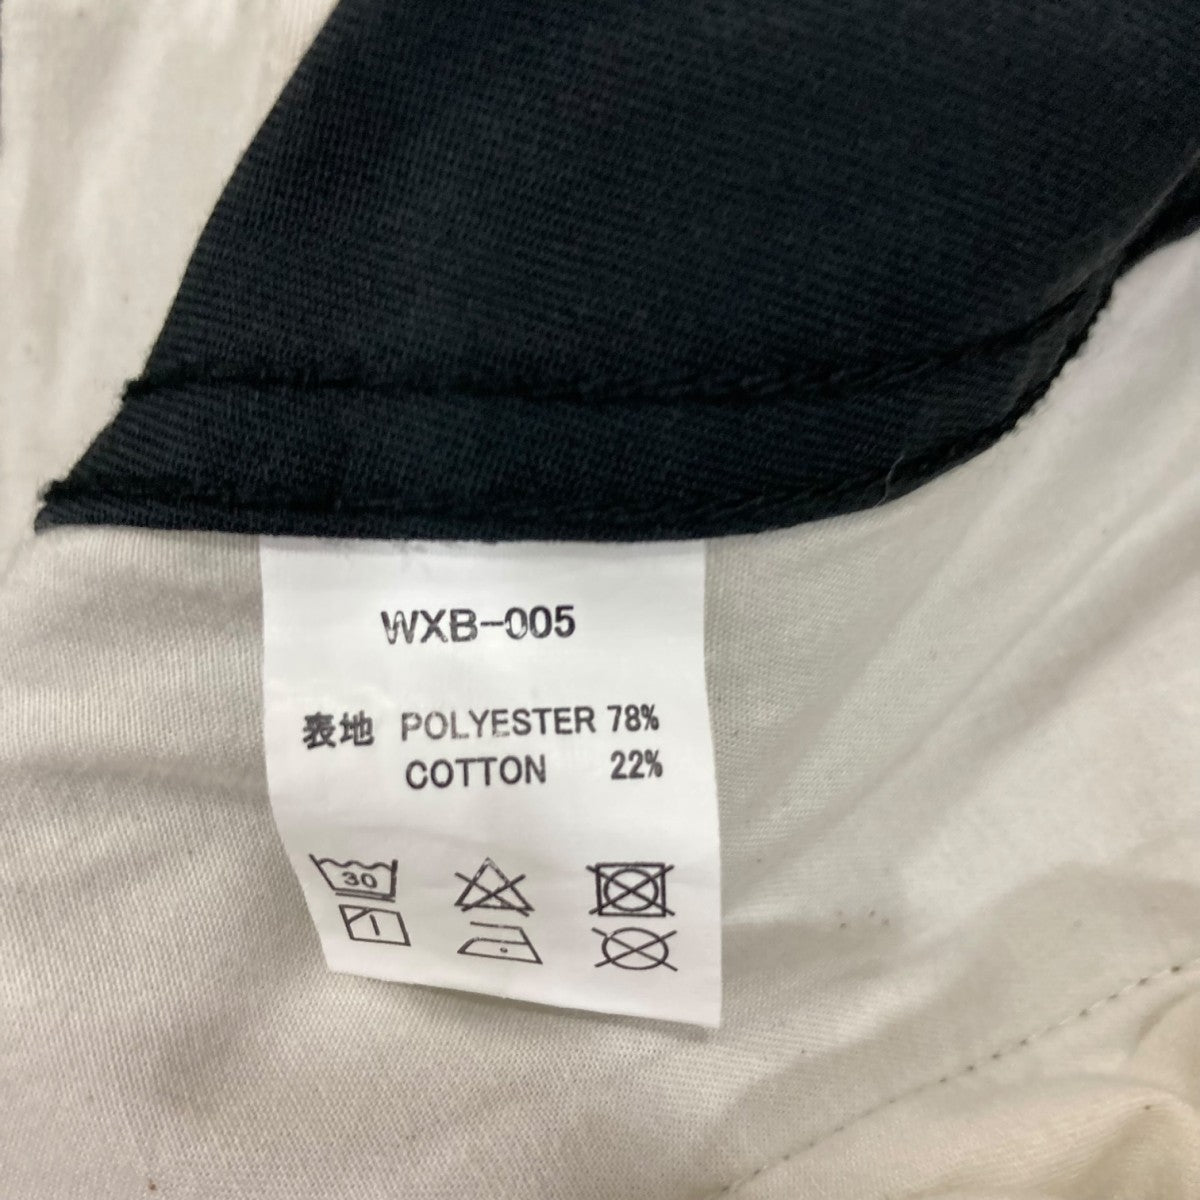 WXB-005
表地 POLYESTER 78%
COTTON 22%
30